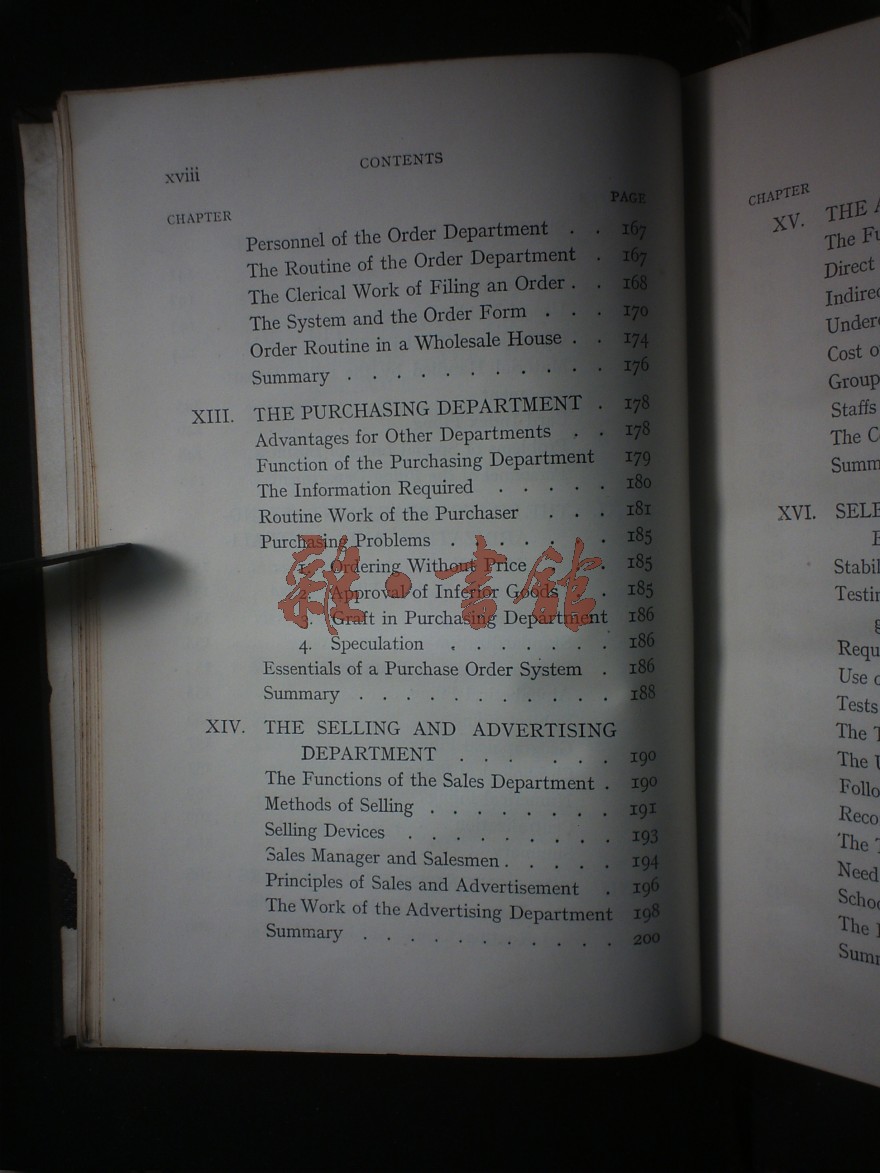 xviii
CONTENTS
CHAPTER
PAGE
Personnel of the Order Department . . 167
The Routine of the Order Department . 167
The Clerical Work of Filing an Order . . 168
The System and the Order Form . . . 170
Order Routine in a Wholesale House . . 174
Summary . . . . . . . . . . . 176
XIII. THE PURCHASING DEPARTMENT . 178
Advantages for Other Departments . . 178
Function of the Purchasing Department 179
The Information Required . . . . . 180
Routine Work of the Purchaser . . . 181
Purchasing Problems . . . . . . . 185
1. Ordering Without Price . . . 185
2. Approval of Inferior Goods . . 185
3. Graft in Purchasing Department 186
4. Speculation . . . . . . . 186
Essentials of a Purchase Order System . 186
Summary . . . . . . . . . . . 188
XIV. THE SELLING AND ADVERTISING
DEPARTMENT . . . . . . 190
The Functions of the Sales Department . 190
Methods of Selling . . . . . . . . 191
Selling Devices . . . . . . . . . 193
Sales Manager and Salesmen . . . . . 194
Principles of Sales and Advertisement . 196
The Work of the Advertising Department 198
Summary . . . . . . . . . . . 200
雜·書館
CHAPTER
XV. THE
The
Direct
Cost
Group
Staffs
The
XVI. 
Use
Tests
The
The
The
Need
The